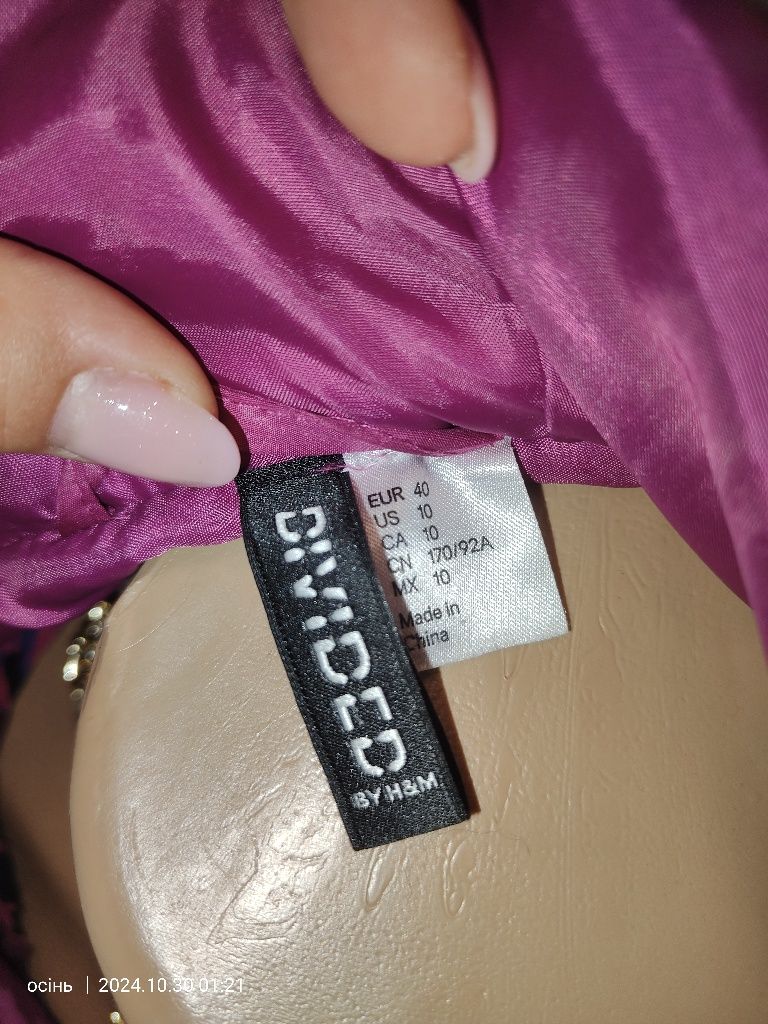 DIVIDED
BY H&M
EUR 40
US 10
CA 10
CN 170/92A
MX 10
Made in
China
осінь | 2024.10.30 01:21